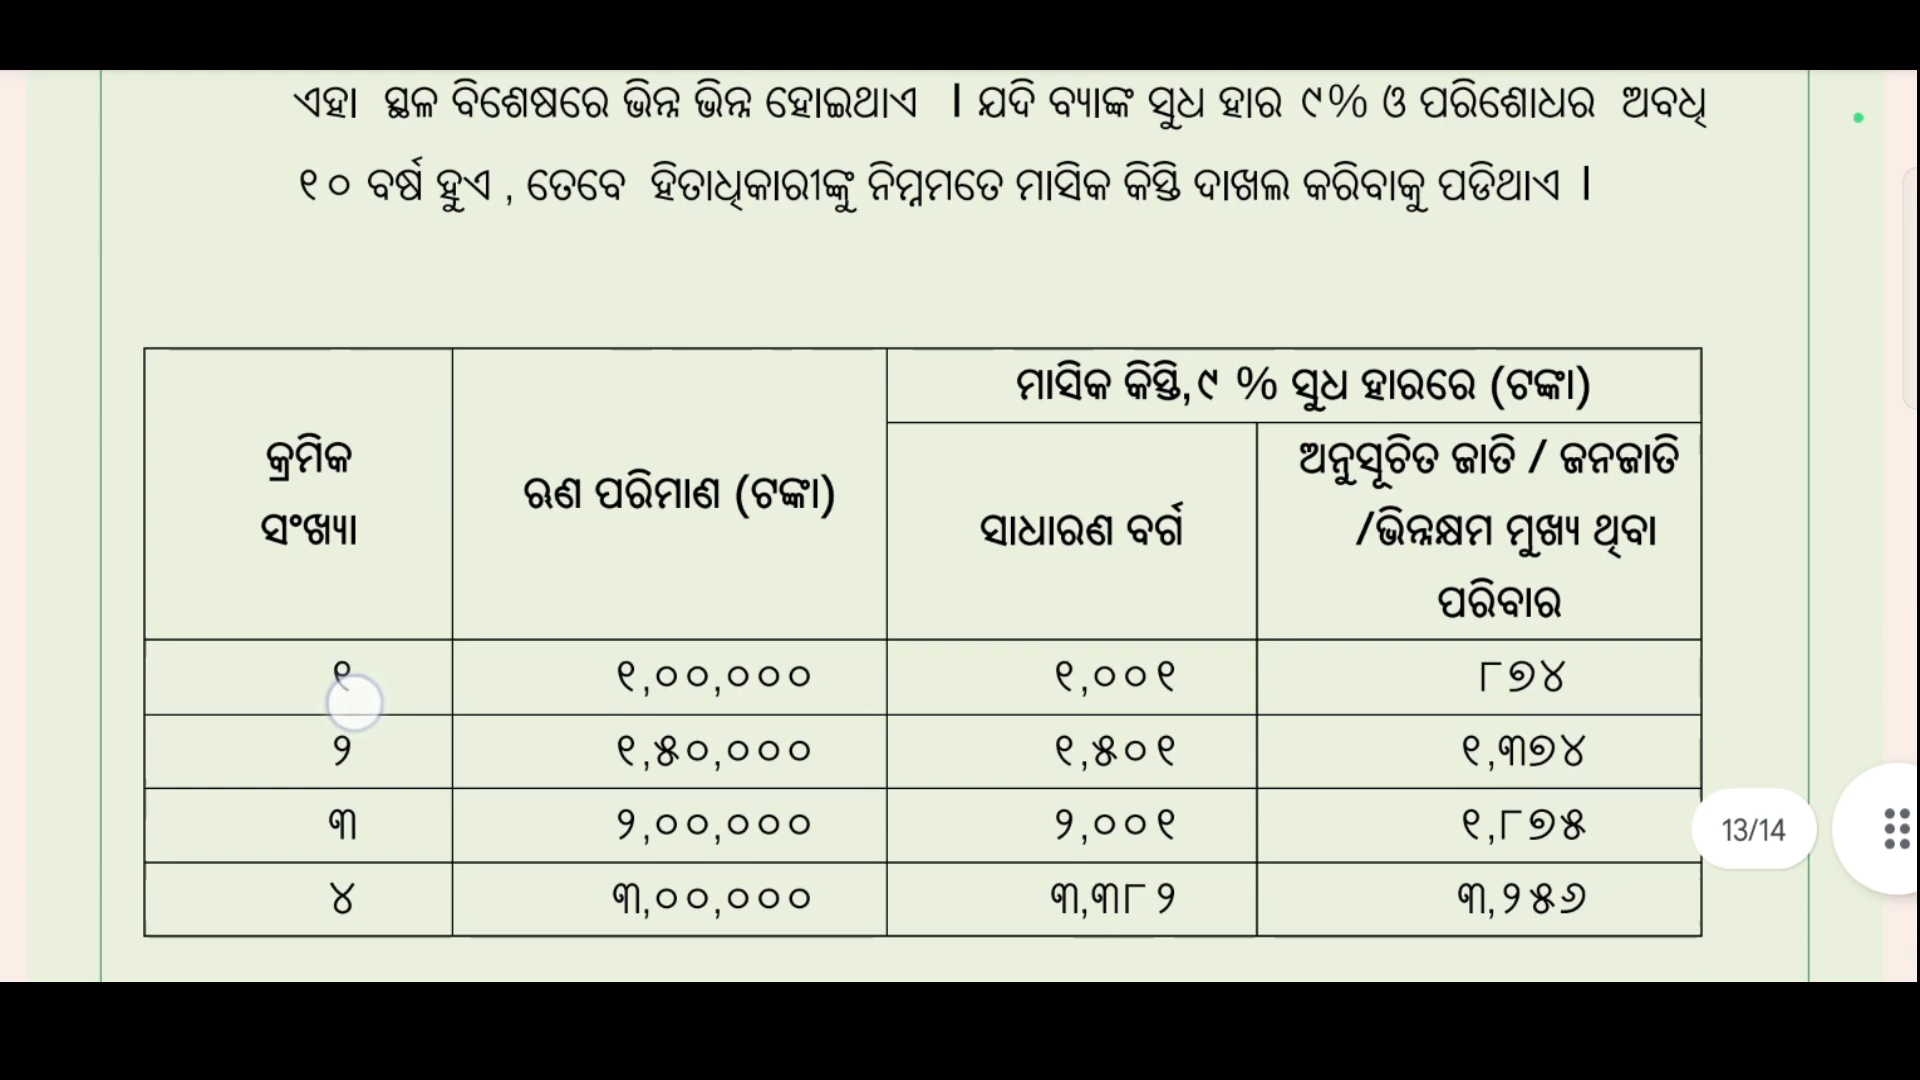 ଏହା ସ୍ଥଳ ବିଶେଷରେ ଭିନ୍ନ ଭିନ୍ନ ହୋଇଥାଏ । ଯଦି ବ୍ୟାଙ୍କ ସୁଧ ହାର ୯% ଓ ପରିଶୋଧର ଅବଧି
୧୦ ବର୍ଷ ହୁଏ , ତେବେ ହିତାଧିକାରୀଙ୍କୁ ନିମ୍ନମତେ ମାସିକ କିସ୍ତି ଦାଖଲ କରିବାକୁ ପଡିଥାଏ ।
କ୍ରମିକ
ସଂଖ୍ୟା
ଋଣ ପରିମାଣ (ଟଙ୍କା)
ମାସିକ କିସ୍ତି,୯ % ସୁଧ ହାରରେ (ଟଙ୍କା)
ସାଧାରଣ ବର୍ଗ
ଅନୁସୂଚିତ ଜାତି / ଜନଜାତି
/ଭିନ୍ନକ୍ଷମ ମୁଖ୍ୟ ଥିବା
ପରିବାର
୧ ୧,୦୦,୦୦୦ ୧,୦୦୧ ୮୭୪
୨ ୧,୫୦,୦୦୦ ୧,୫୦୧ ୧,୩୭୪
୩ ୨,୦୦,୦୦୦ ୨,୦୦୧ ୧,୮୭୫
୪ ୩,୦୦,୦୦୦ ୩,୩୮୨ ୩,୨୫୬
13/14